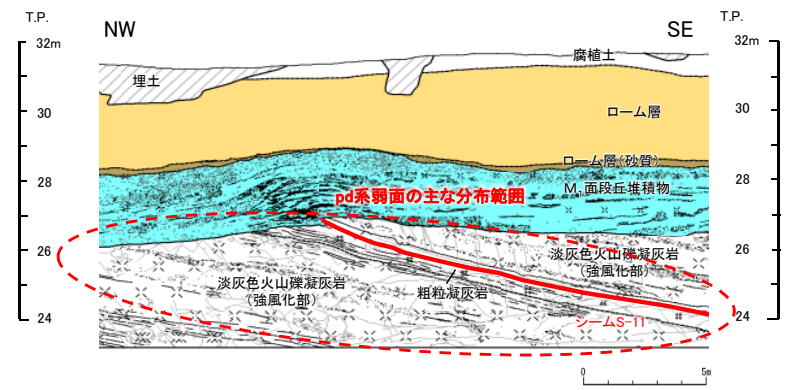 T.P.
NW
SE
T.P.
32m
30
28
26
24
32m
30
28
26
24
腐植土
埋土
ローム層
ローム層(砂質)
M₁面段丘堆積物
pd系弱面の主な分布範囲
淡灰色火山礫凝灰岩
(強風化部)
淡灰色火山礫凝灰岩
(強風化部)
粗粒凝灰岩
シームS-11
0
5m